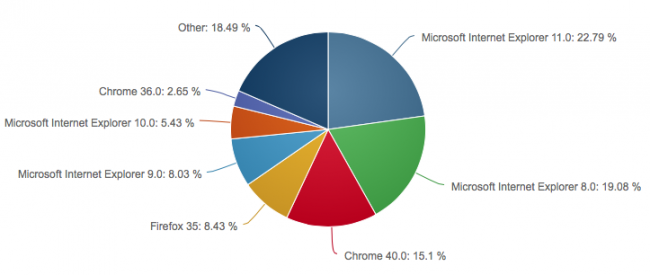 Other: 18.49 %
Microsoft Internet Explorer 11.0: 22.79 %
Chrome 36.0: 2.65 %
Microsoft Internet Explorer 10.0: 5.43 %
Microsoft Internet Explorer 9.0: 8.03 %
Microsoft Internet Explorer 8.0: 19.08 %
Firefox 35: 8.43 %
Chrome 40.0: 15.1 %